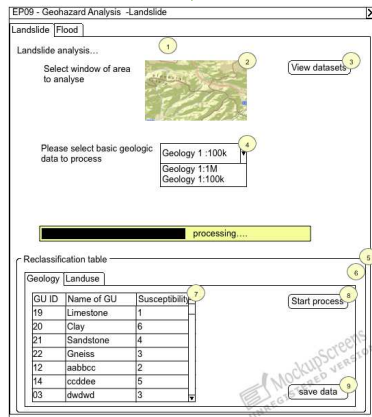 EP09 - Geohazard Analysis -Landslide X
Landslide Flood
1
Landslide analysis…
Select window of area
to analyse
2
View datasets 3
Please select basic geologic
data to process
4
Geology 1 :100k
Geology 1:1M
Geology 1:100k
processing….
5
Reclassification table
6
Geology Landuse
7
GU ID Name of GU Susceptibility
19 Limestone 1
20 Clay 6
21 Sandstone 4
22 Gneiss 3
12 aabbcc 2
14 ccddee 5
03 dwdwd 3
8
Start process
9
save data
MockupScreens
UNREGISTERED VERSION